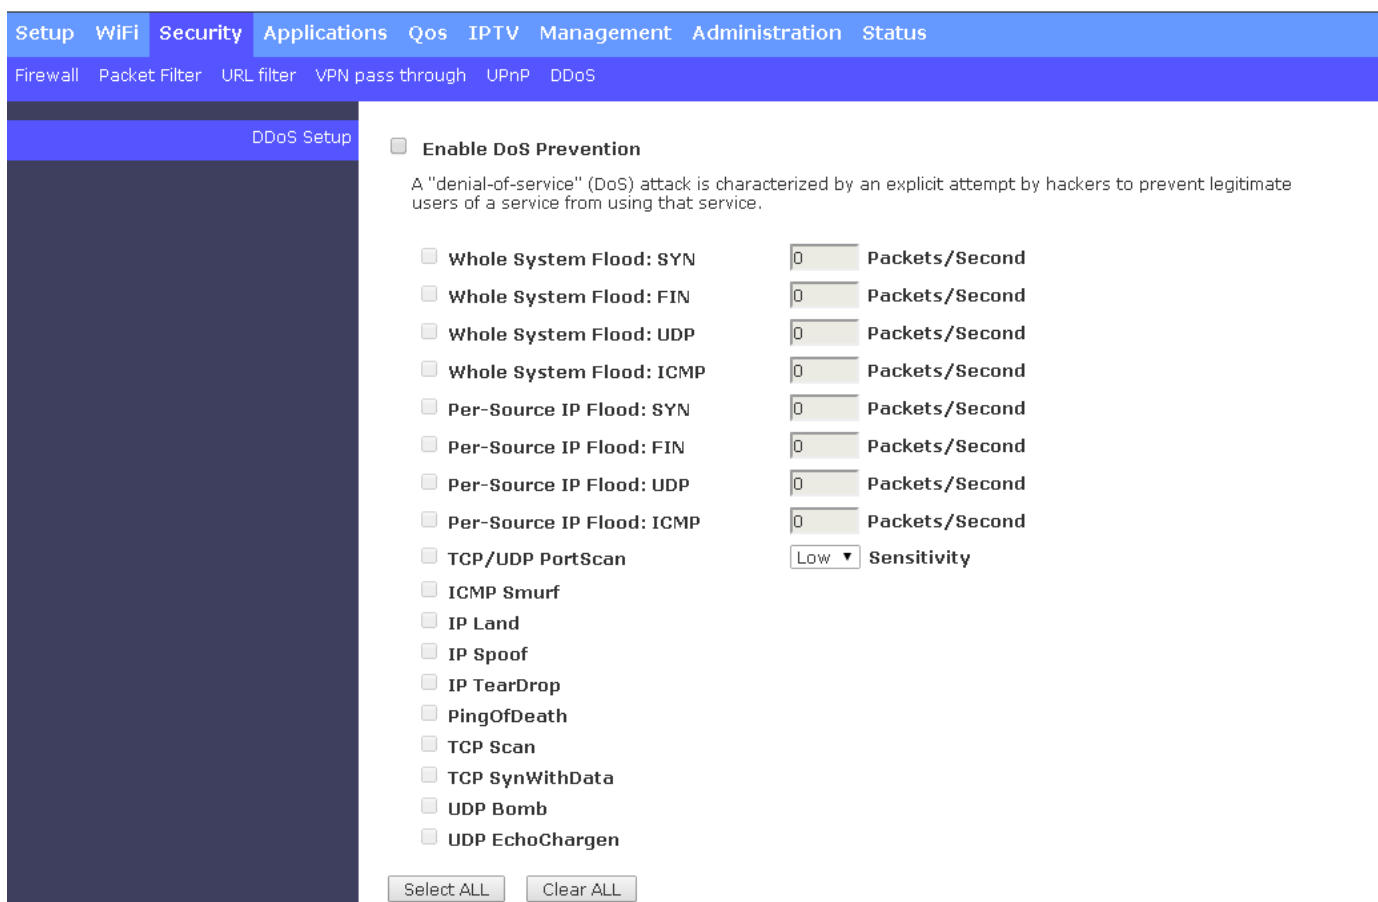 Setup WiFi Security Applications Qos IPTV Management Administration Status
Firewall Packet Filter URL filter VPN pass through UPnP DDoS
DDoS Setup
Enable DoS Prevention
A "denial-of-service" (DoS) attack is characterized by an explicit attempt by hackers to prevent legitimate
users of a service from using that service.
Whole System Flood: SYN 0 Packets/Second
Whole System Flood: FIN 0 Packets/Second
Whole System Flood: UDP 0 Packets/Second
Whole System Flood: ICMP 0 Packets/Second
Per-Source IP Flood: SYN 0 Packets/Second
Per-Source IP Flood: FIN 0 Packets/Second
Per-Source IP Flood: UDP 0 Packets/Second
Per-Source IP Flood: ICMP 0 Packets/Second
TCP/UDP PortScan Low Sensitivity
ICMP Smurf
IP Land
IP Spoof
IP TearDrop
PingOfDeath
TCP Scan
TCP SynWithData
UDP Bomb
UDP EchoChargen
Select ALL Clear ALL